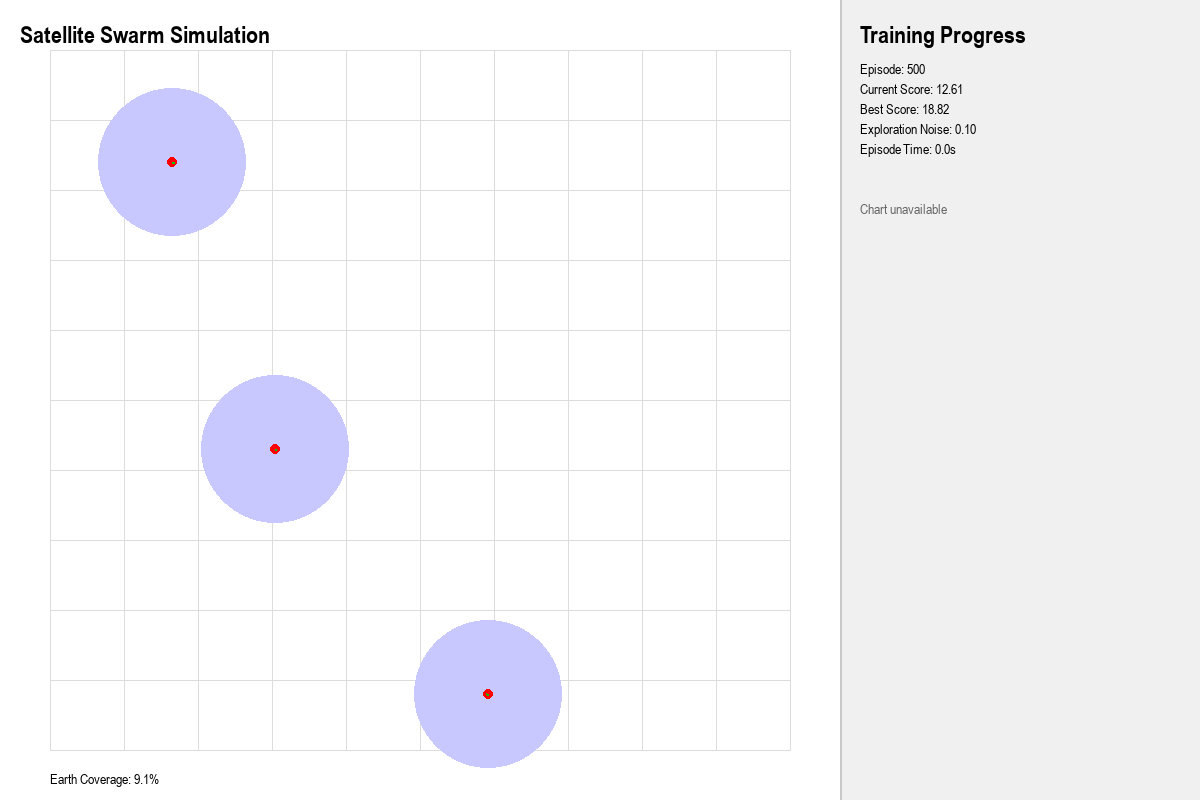 Satellite Swarm Simulation
Earth Coverage: 9.1%
Training Progress
Episode: 500
Current Score: 12.61
Best Score: 18.82
Exploration Noise: 0.10
Episode Time: 0.0s
Chart unavailable